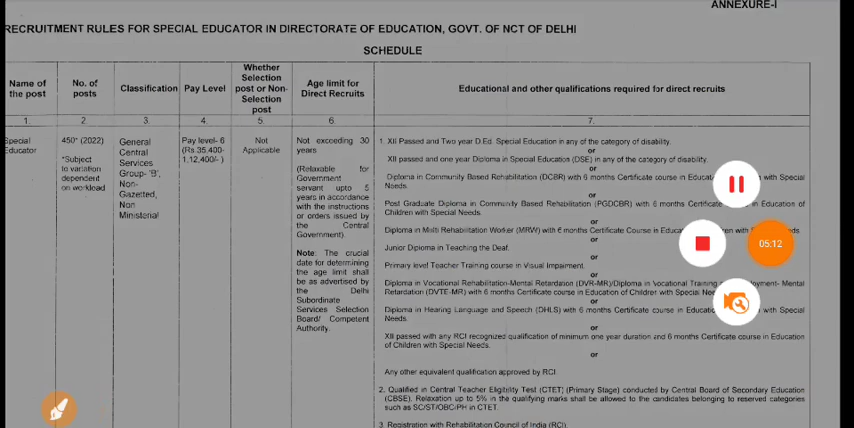 ANNEXURE-I
RECRUITMENT RULES FOR SPECIAL EDUCATOR IN DIRECTORATE OF EDUCATION, GOVT. OF NCT OF DELHI
SCHEDULE
Name of the post
No. of posts
Classification
Pay Level
Whether Selection post or Non-Selection post
Age limit for Direct Recruits
Educational and other qualifications required for direct recruits
1.
2.
3.
4.
5.
6.
7.
Special
Educator
450* (2022)
*Subject
to variation
dependent
on workload
General
Central
Services
Group- 'B',
Non-
Gazetted,
Non
Ministerial
Pay level- 6
(Rs.35,400-
1,12,400/- )
Not
Applicable
Not exceeding 30
years
(Relaxable for
Government
servant upto 5
years in accordance
with the instructions
or orders issued by
the Central
Government).
Note: The crucial
date for determining
the age limit shall
be as advertised by
the Delhi
Subordinate
Services Selection
Board/ Competent
Authority.
1. XII Passed and Two year D.Ed. Special Education in any of the category of disability.
or
XII passed and one year Diploma in Special Education (DSE) in any of the category of disability.
or
Diploma in Community Based Rehabilitation (DCBR) with 6 months Certificate course in with Special
Needs.
or
Post Graduate Diploma in Community Based Rehabilitation (PGDCBR) with 6 months Certificate in Education of
Children with Special Needs.
or
Diploma in Multi Rehabilitation Worker (MRW) with 6 months Certificate Course in with Special
or
Junior Diploma in Teaching the Deaf.
or
Primary level Teacher Training course in Visual Impairment.
or
Diploma in Vocational Rehabilitation-Mental Retardation (DVR-MR)/Diploma in Vocational Training Mental
Retardation (DVTE-MR) with 6 months Certificate course in Education of Children with Special
or
Diploma in Hearing Language and Speech (DHLS) with 6 months Certificate course in with Special
Needs.
or
XII passed with any RCI recognized qualification of minimum one year duration and 6 months Certificate course in Education
of Children with Special Needs.
or
Any other equivalent qualification approved by RCI.
2. Qualified in Central Teacher Eligibility Test (CTET) (Primary Stage) conducted by Central Board of Secondary Education
(CBSE). Relaxation up to 5% in the qualifying marks shall be allowed to the candidates belonging to reserved categories
such as SC/ST/OBC/PH in CTET.
3. Registration with Rehabilitation Council of India (RCI).
05:12